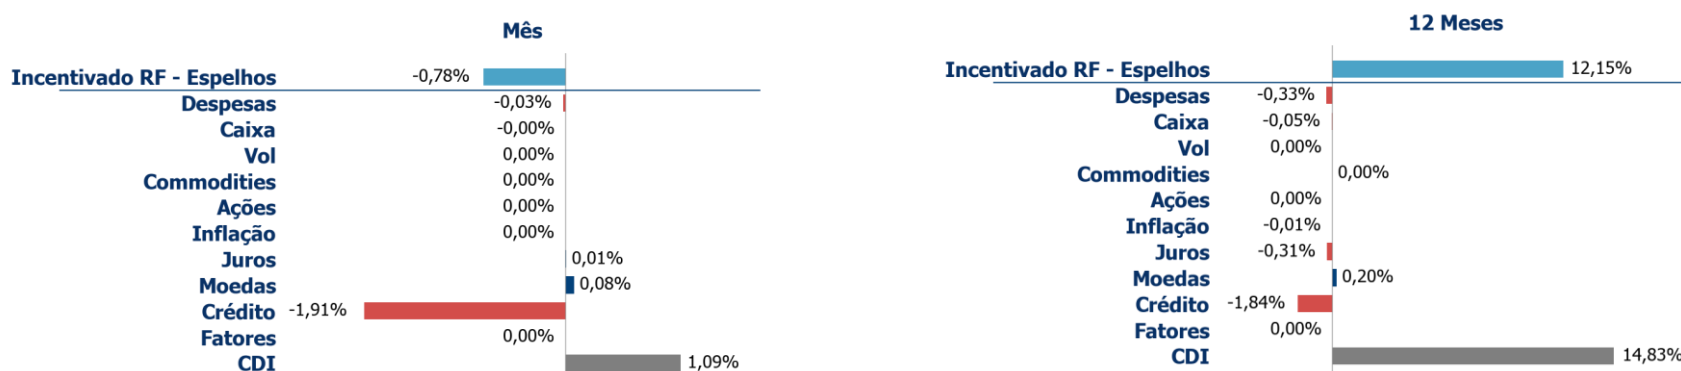 Mês
Incentivado RF - Espelhos -0,78%
Despesas -0,03%
Caixa -0,00%
Vol 0,00%
Commodities 0,00%
Ações 0,00%
Inflação 0,00%
Juros 0,01%
Moedas 0,08%
Crédito -1,91%
Fatores 0,00%
CDI 1,09%
12 Meses
Incentivado RF - Espelhos 12,15%
Despesas -0,33%
Caixa -0,05%
Vol 0,00%
Commodities 0,00%
Ações 0,00%
Inflação -0,01%
Juros -0,31%
Moedas 0,20%
Crédito -1,84%
Fatores 0,00%
CDI 14,83%